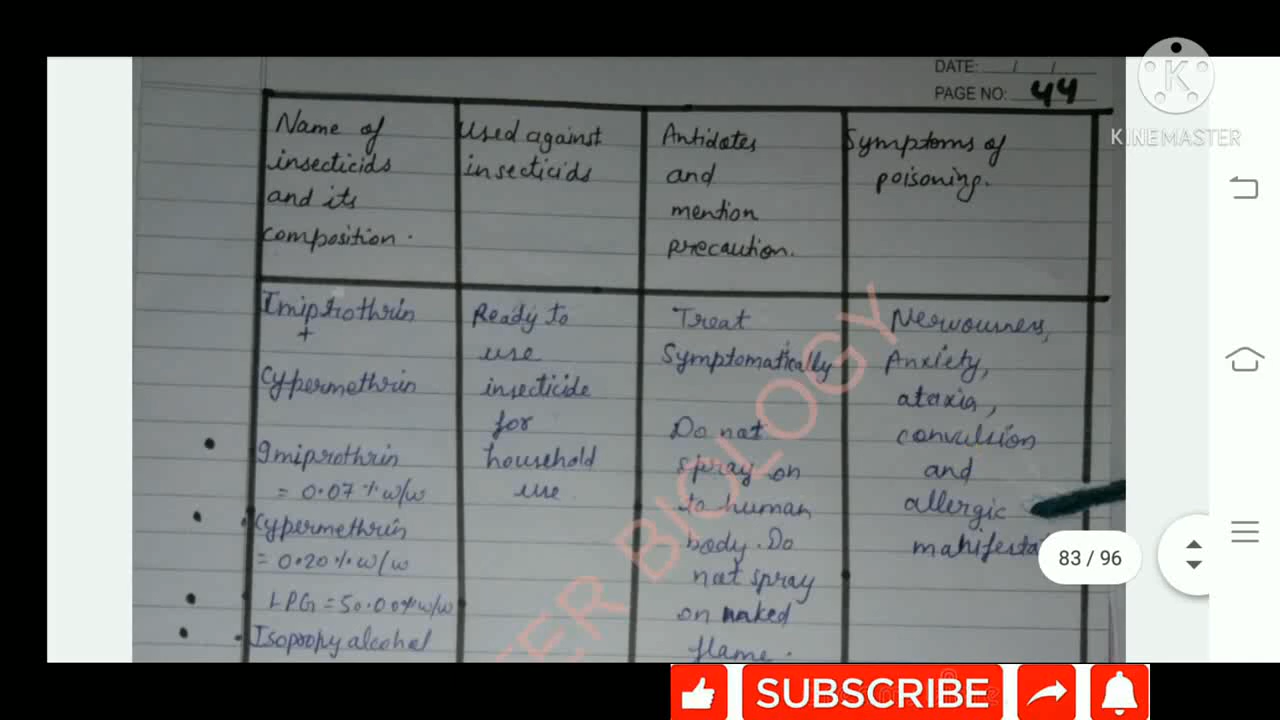 DATE: / /
PAGE NO: 44
KINEMASTER
Name of
insecticids
and its
composition.
Used against
insecticids
Antidotes
and
mention
precaution.
Symptoms of
poisoning.
Imiprothrin
+
Cypermethrin
Imiprothrin
= 0.07 % w/w
Cypermethrin
= 0.20 % w/w
LPG = 50.00% w/w
Isopropy alcohel
Ready to
use
insecticide
for
household
use
Treat
Symptomatically
Do not
spray on
to human
body. Do
not spray
on naked
flame.
Nervousness,
Anxiety,
ataxia,
convulsion
and
allergic
manifesta
BIOLOGY
83 / 96
SUBSCRIBE